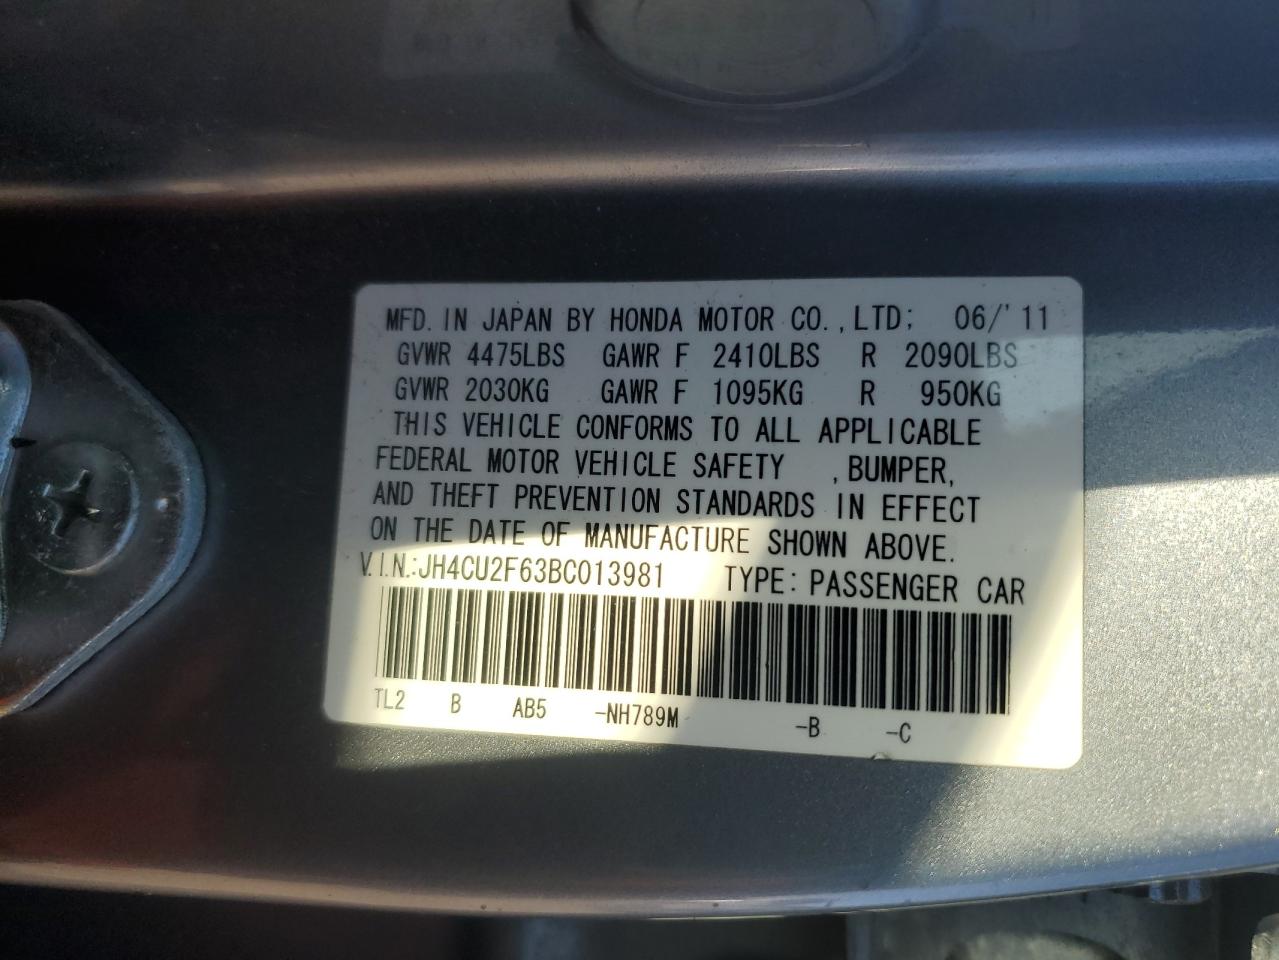 MFD. IN JAPAN BY HONDA MOTOR CO., LTD; 06/'11
GVWR 4475LBS GAWR F 2410LBS R 2090LBS
GVWR 2030KG GAWR F 1095KG R 950KG
THIS VEHICLE CONFORMS TO ALL APPLICABLE
FEDERAL MOTOR VEHICLE SAFETY , BUMPER,
AND THEFT PREVENTION STANDARDS IN EFFECT
ON THE DATE OF MANUFACTURE SHOWN ABOVE.
V.I.N.:JH4CU2F63BC013981 TYPE: PASSENGER CAR
TL2 B AB5 -NH789M -B -C